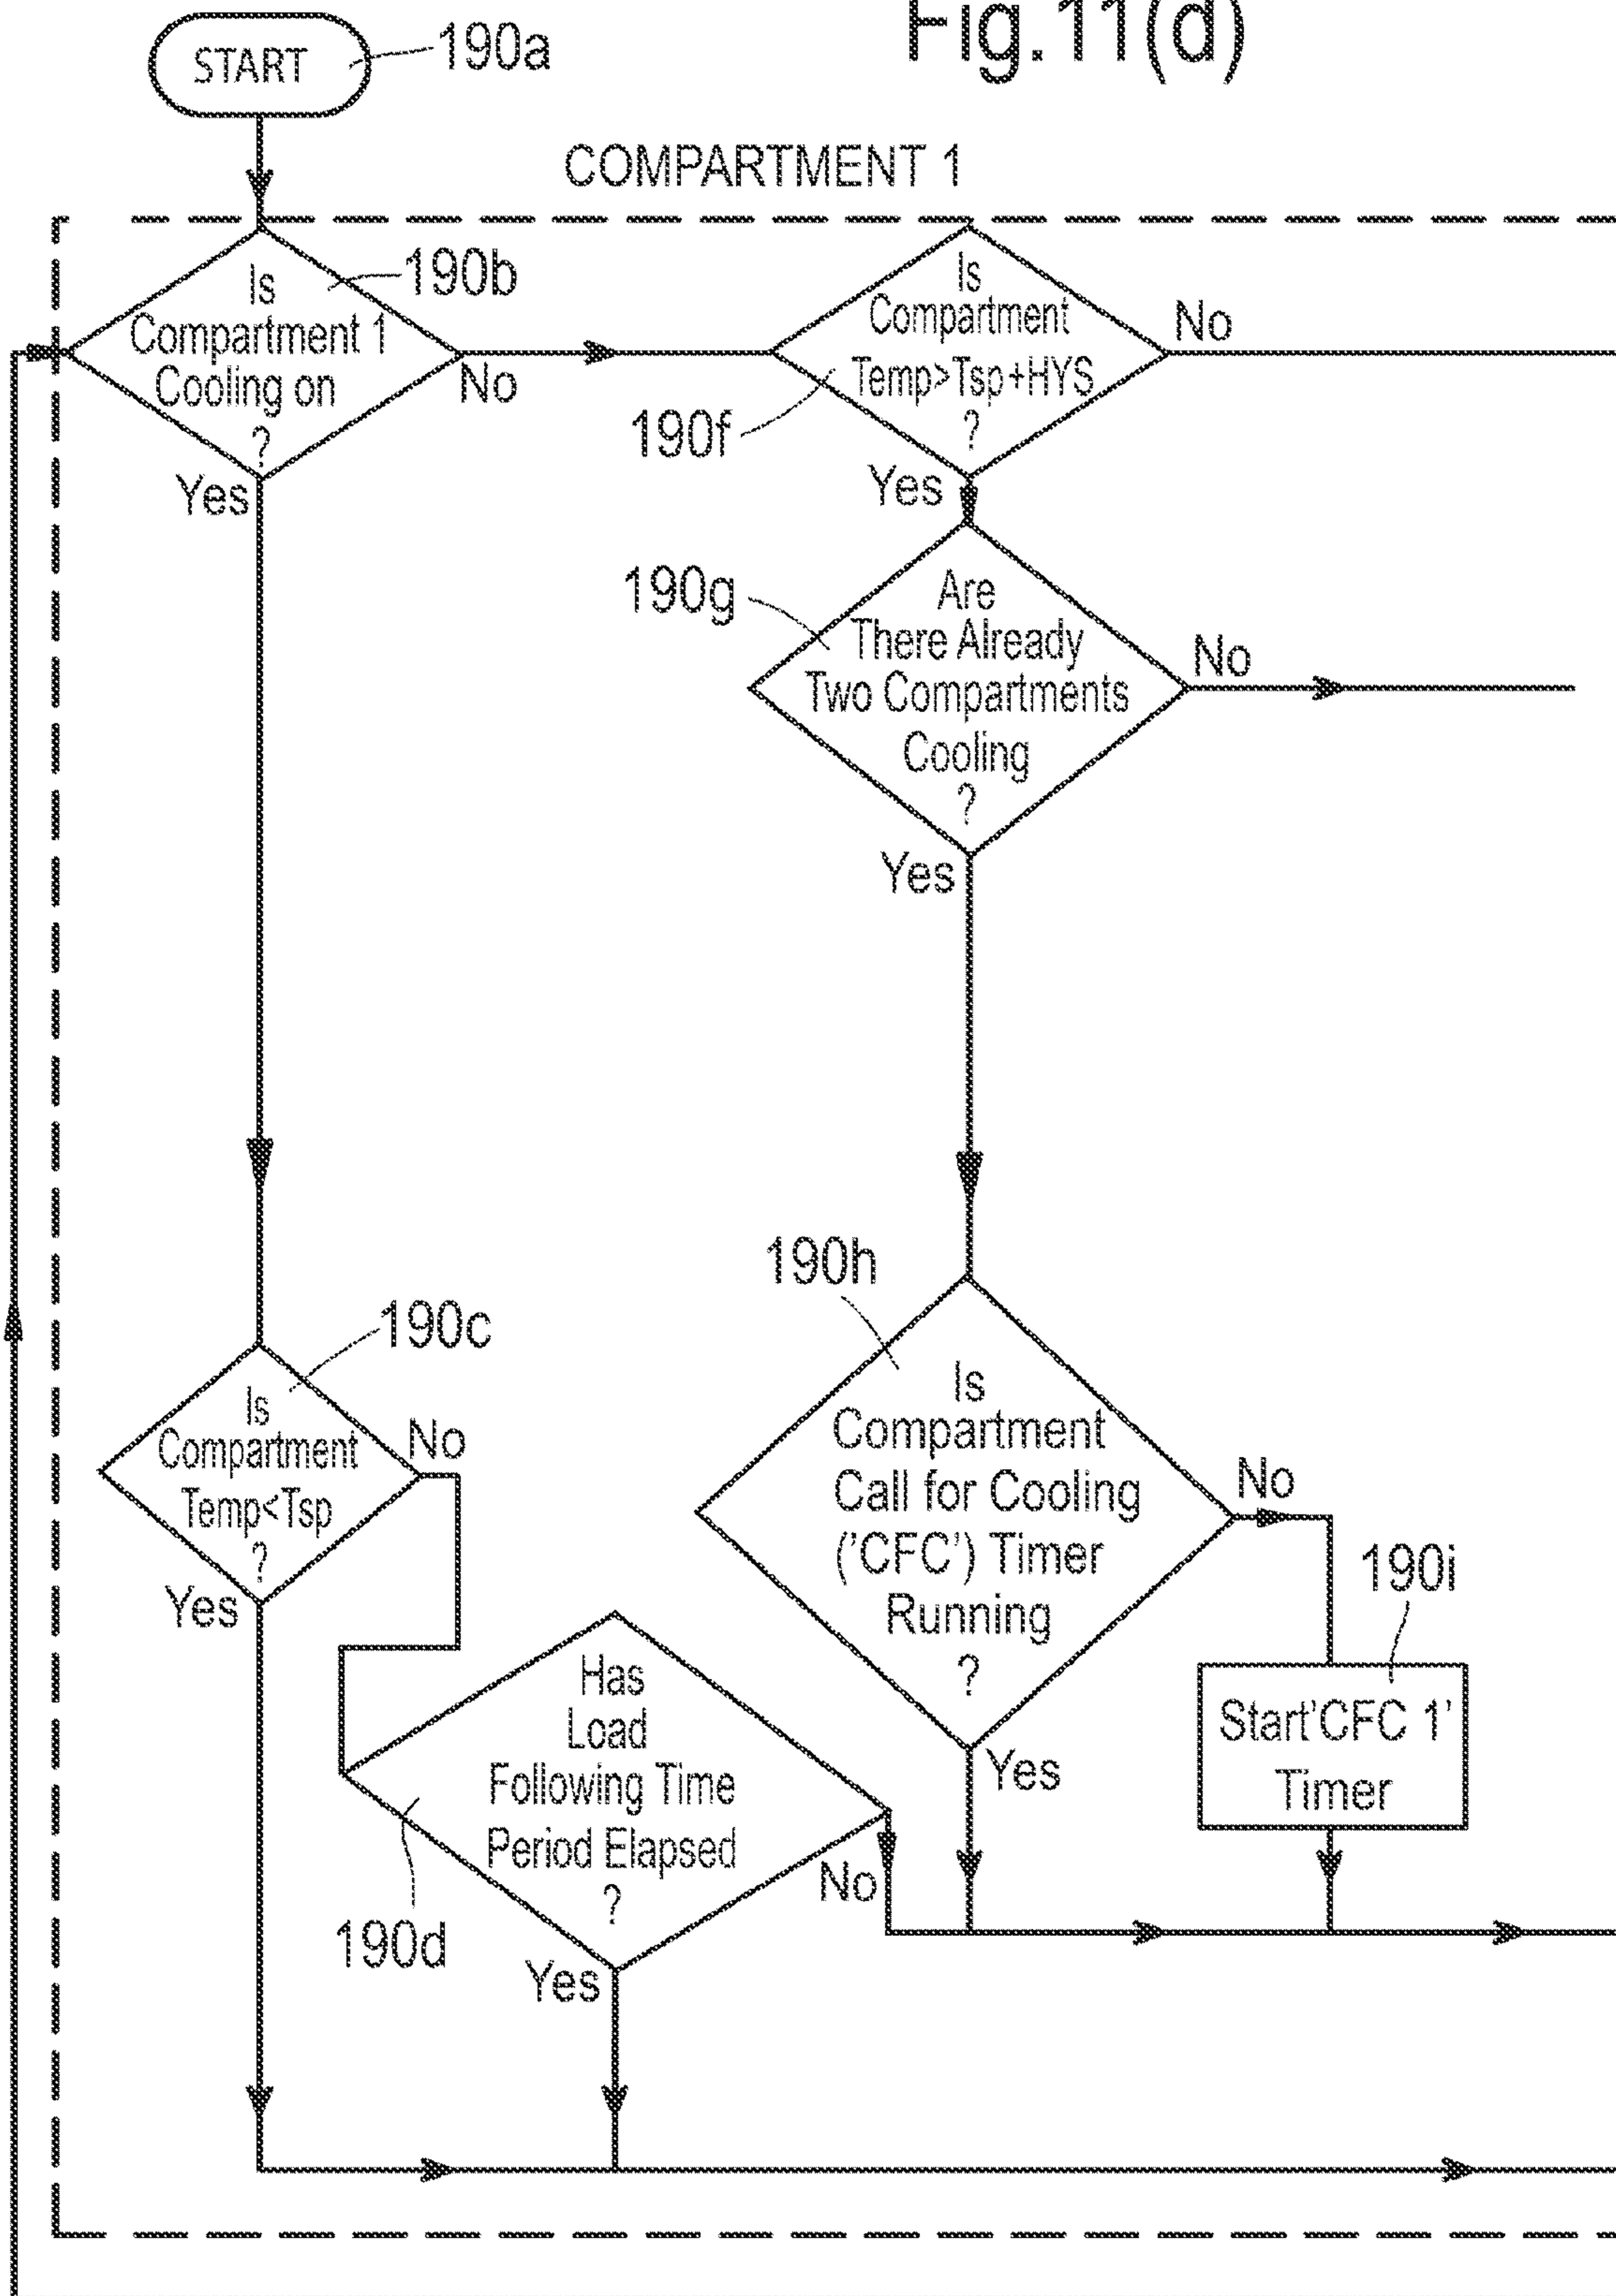 Fig.11(d)
START
190a
COMPARTMENT 1
Is
Compartment 1
Cooling on
?
190b
No
Yes
Is
Compartment
Temp>Tsp+HYS
?
190f
No
Yes
Are
There Already
Two Compartments
Cooling
?
190g
No
Yes
190h
Is
Compartment
Call for Cooling
('CFC') Timer
Running
?
No
Yes
190i
Start'CFC 1'
Timer
190c
Is
Compartment
Temp<Tsp
?
No
Yes
Has
Load
Following Time
Period Elapsed
?
190d
No
Yes